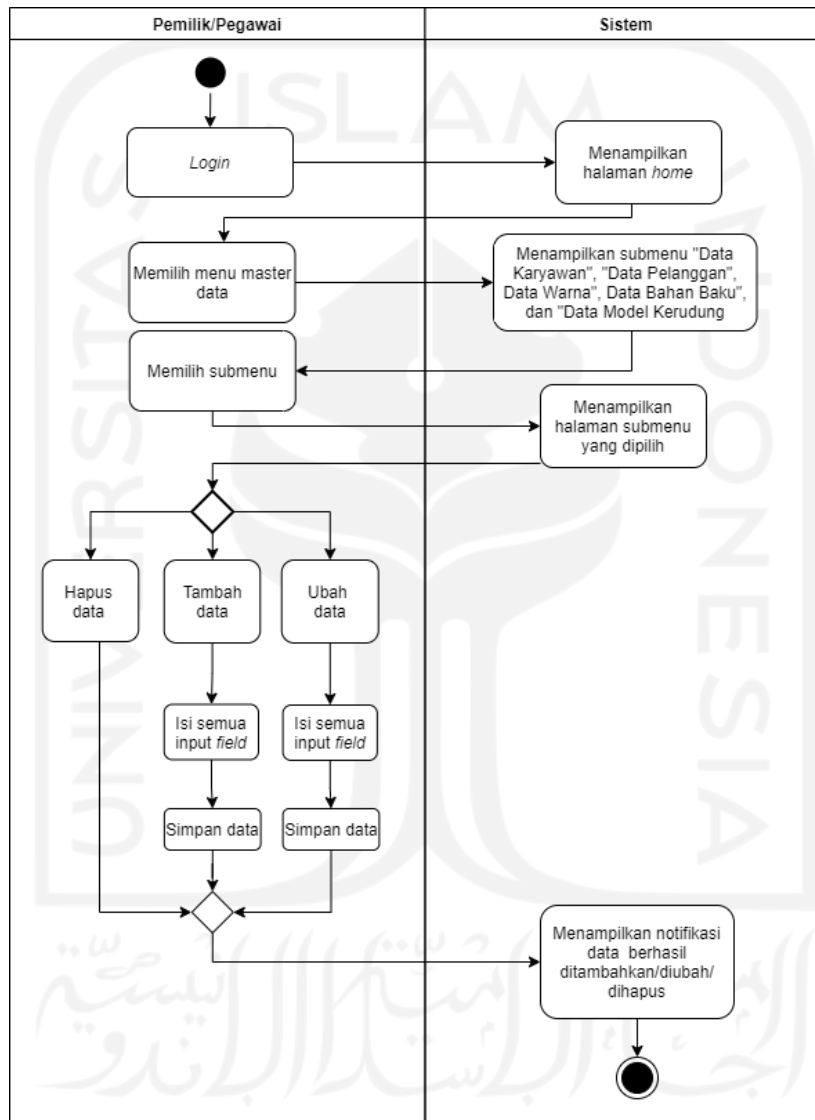 Pemilik/Pegawai
Sistem
Login
Menampilkan
halaman home
Memilih menu master
data
Menampilkan submenu "Data
Karyawan", "Data Pelanggan",
Data Warna", Data Bahan Baku",
dan "Data Model Kerudung
Memilih submenu
Menampilkan
halaman submenu
yang dipilih
Hapus
data
Tambah
data
Ubah
data
Isi semua
input field
Isi semua
input field
Simpan data
Simpan data
Menampilkan notifikasi
data berhasil
ditambahkan/diubah/
dihapus
UNIVERSITAS
ISLAM
INDONESIA